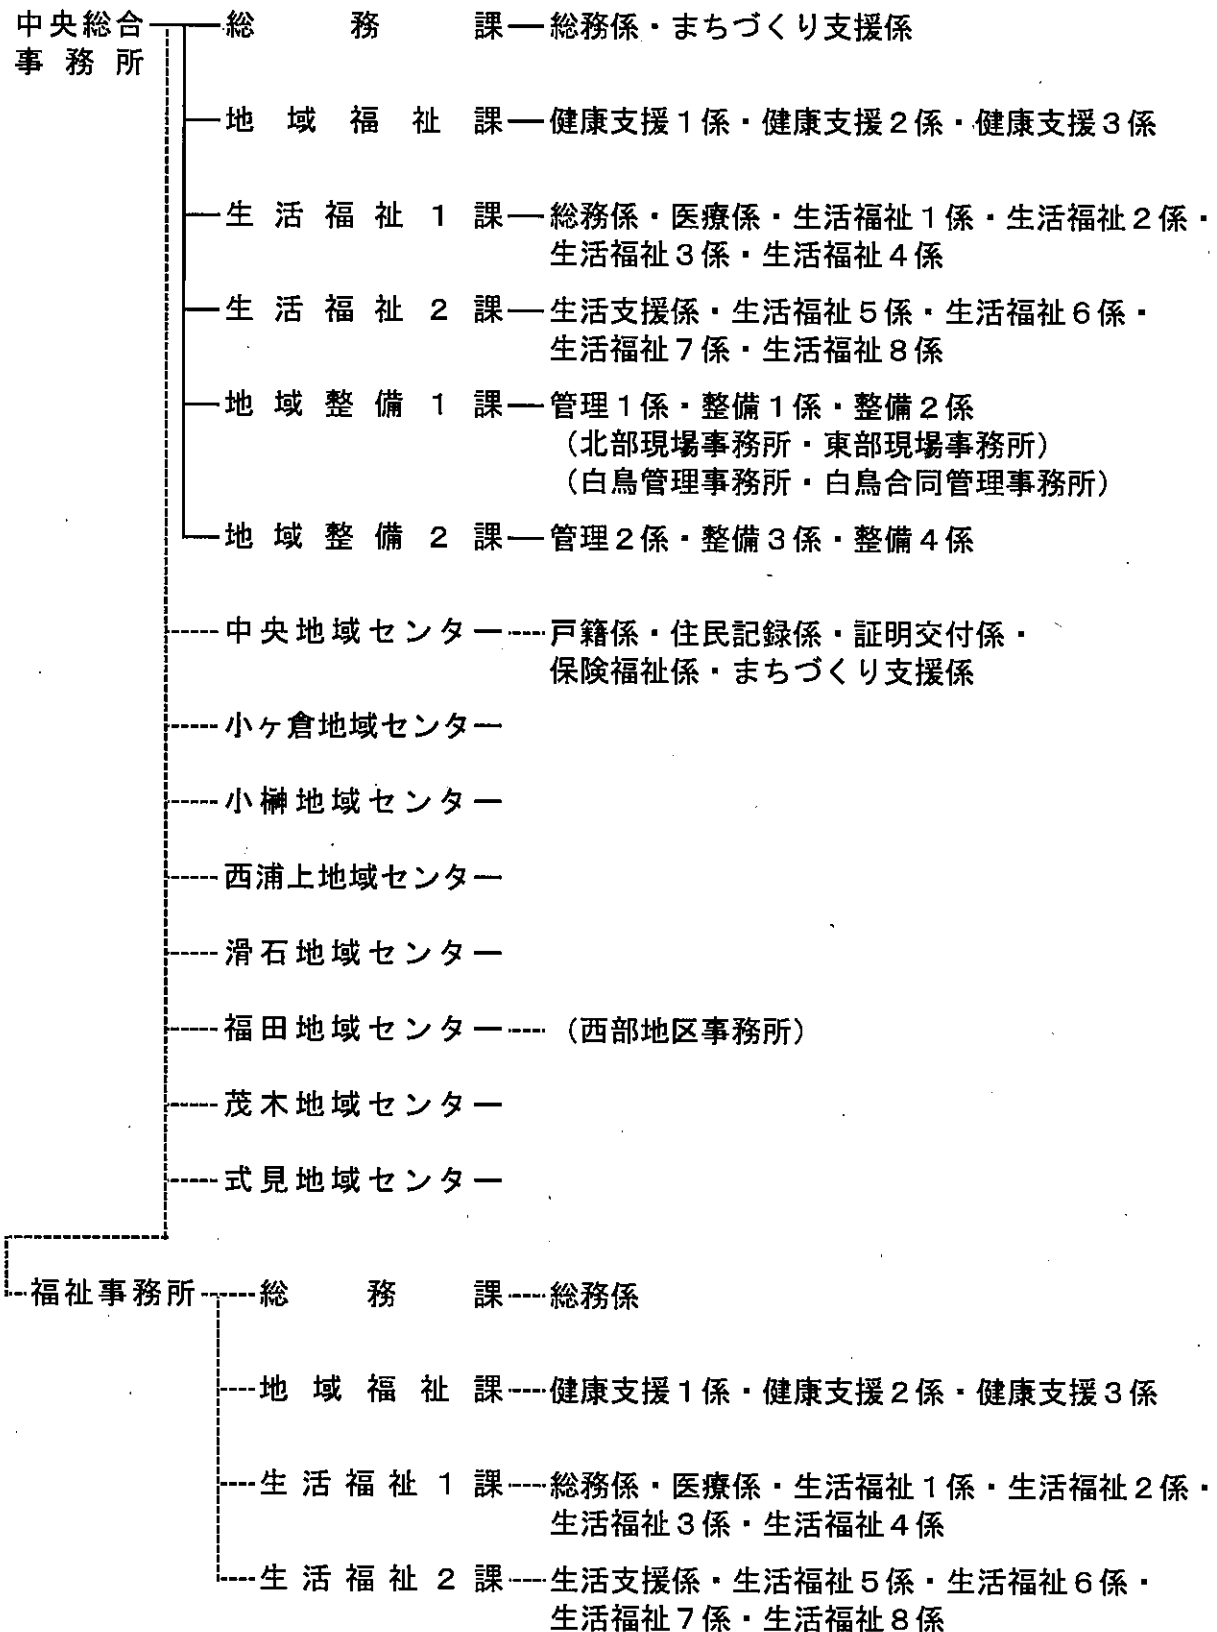 中央総合事務所
総務課 総務係・まちづくり支援係
地域福祉課 健康支援1係・健康支援2係・健康支援3係
生活福祉1課 総務係・医療係・生活福祉1係・生活福祉2係・
生活福祉3係・生活福祉4係
生活福祉2課 生活支援係・生活福祉5係・生活福祉6係・
生活福祉7係・生活福祉8係
地域整備1課 管理1係・整備1係・整備2係
(北部現場事務所・東部現場事務所)
(白鳥管理事務所・白鳥合同管理事務所)
地域整備2課 管理2係・整備3係・整備4係
中央地域センター 戸籍係・住民記録係・証明交付係・
保険福祉係・まちづくり支援係
小ヶ倉地域センター
小榊地域センター
西浦上地域センター
滑石地域センター
福田地域センター (西部地区事務所)
茂木地域センター
式見地域センター
福祉事務所 総務課 総務係
地域福祉課 健康支援1係・健康支援2係・健康支援3係
生活福祉1課 総務係・医療係・生活福祉1係・生活福祉2係・
生活福祉3係・生活福祉4係
生活福祉2課 生活支援係・生活福祉5係・生活福祉6係・
生活福祉7係・生活福祉8係